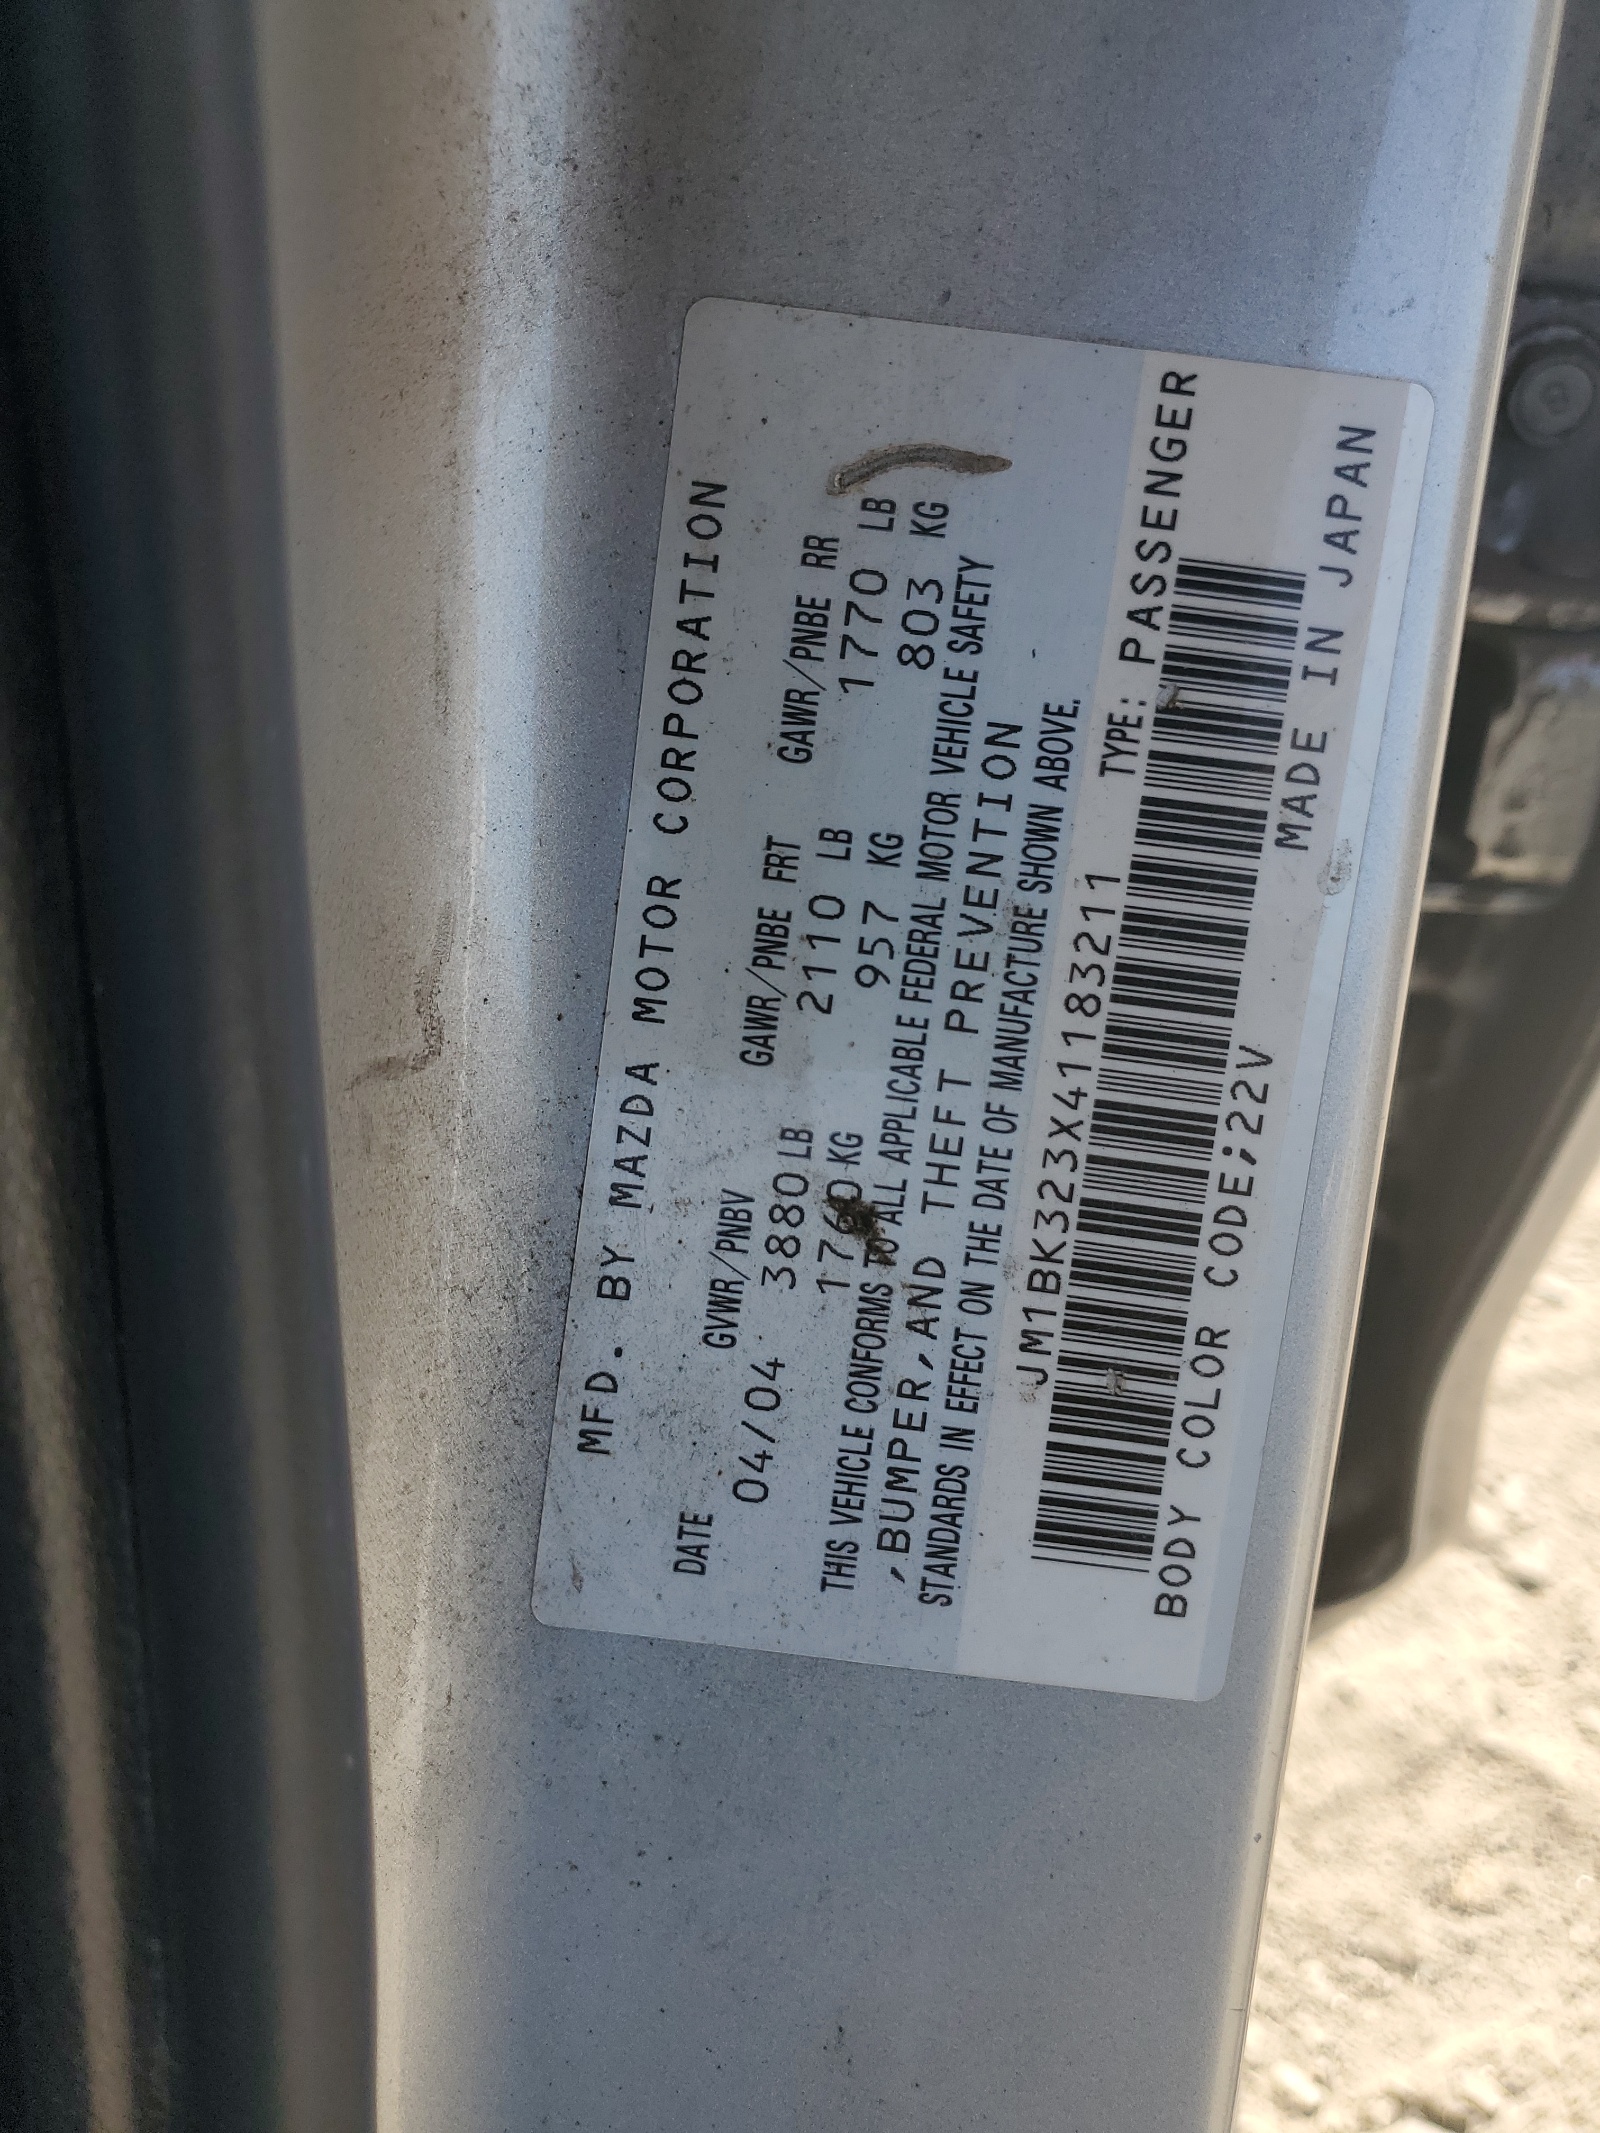 MFD. BY MAZDA MOTOR CORPORATION
DATE GVWR/PNBV GAWR/PNBE FRT GAWR/PNBE RR
04/04 3880 LB 2110 LB 1770 LB
1760 KG 957 KG 803 KG
THIS VEHICLE CONFORMS TO ALL APPLICABLE FEDERAL MOTOR VEHICLE SAFETY
,BUMPER,AND THEFT PREVENTION
STANDARDS IN EFFECT ON THE DATE OF MANUFACTURE SHOWN ABOVE.
JM1BK323X41183211 TYPE: PASSENGER
BODY COLOR CODE;22V MADE IN JAPAN